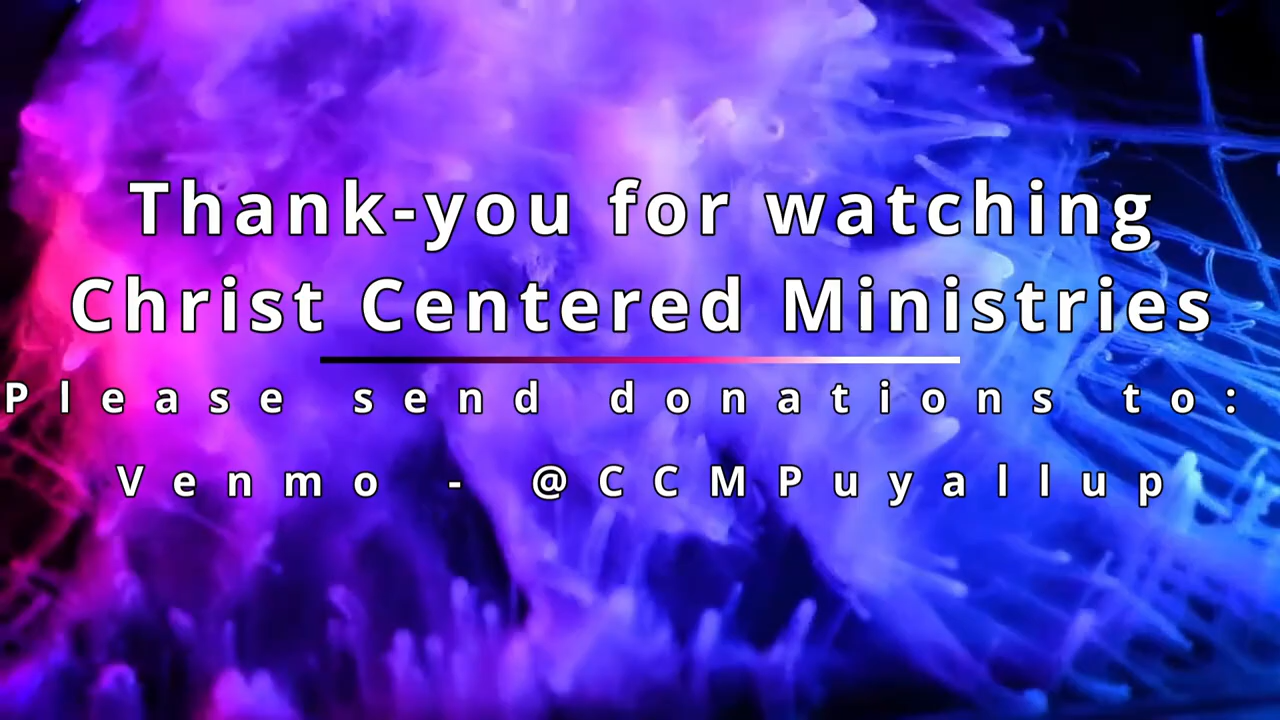 Thank-you for watching
Christ Centered Ministries
Please send donations to:
Venmo - @CCMPuyallup